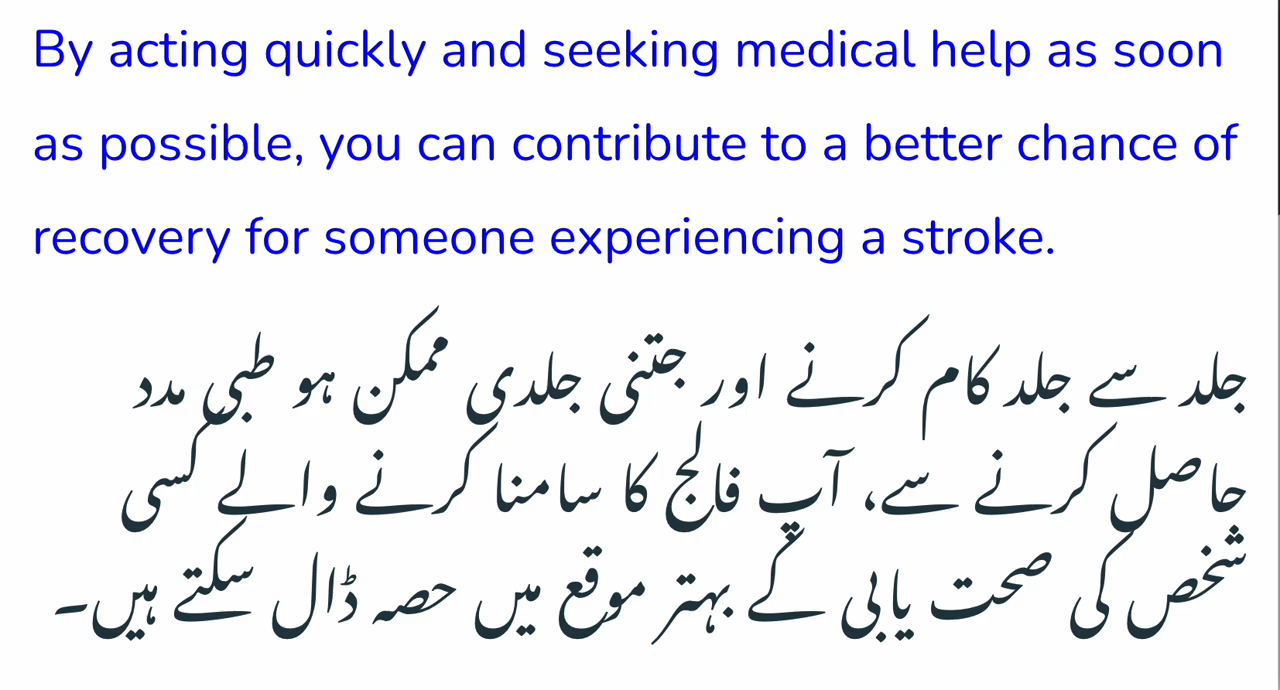 By acting quickly and seeking medical help as soon
as possible, you can contribute to a better chance of
recovery for someone experiencing a stroke.
جلد سے جلد کام کرنے اور جتنی جلدی ممکن ہو طبی مدد
حاصل کرنے سے، آپ فالج کا سامنا کرنے والے کسی
شخص کی صحت یابی کے بہتر موقع میں حصہ ڈال سکتے ہیں۔